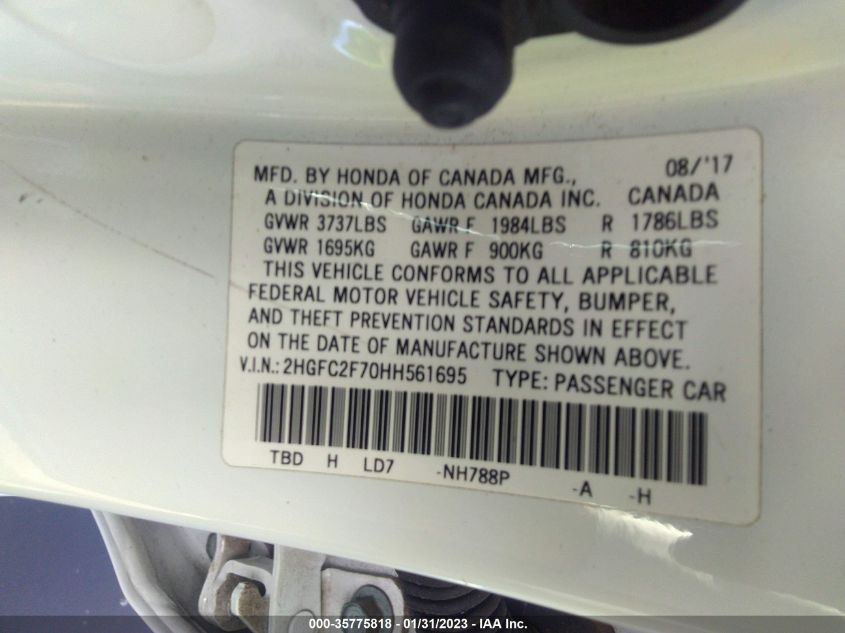 MFD. BY HONDA OF CANADA MFG., 08/'17
A DIVISION OF HONDA CANADA INC. CANADA
GVWR 3737LBS GAWR F 1984LBS R 1786LBS
GVWR 1695KG GAWR F 900KG R 810KG
THIS VEHICLE CONFORMS TO ALL APPLICABLE
FEDERAL MOTOR VEHICLE SAFETY, BUMPER,
AND THEFT PREVENTION STANDARDS IN EFFECT
ON THE DATE OF MANUFACTURE SHOWN ABOVE.
V.I.N.: 2HGFC2F70HH561695 TYPE: PASSENGER CAR
TBD H LD7 -NH788P -A -H
000-35775818 - 01/31/2023 - IAA Inc.